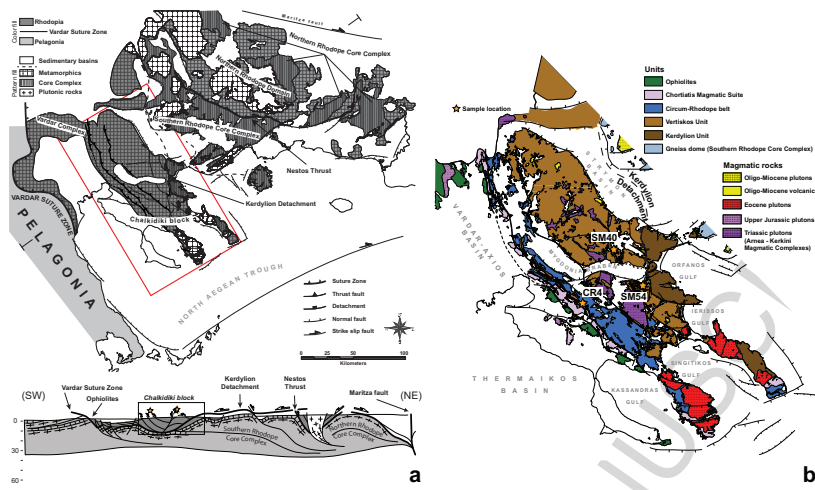 Color fill
Rhodopia
Vardar Suture Zone
Pelagonia
Pattern fill
Sedimentary basins
Metamorphics
Core Complex
Plutonic rocks
Maritza fault
Northern Rhodope Core Complex
Northern Rhodope Domain
Southern Rhodope Core Complex
Vardar Complex
Nestos
Thrust
Kerdylion Detachment
Chalkidiki block
VARDAR SUTURE ZONE
PELAGONIA
NORTH AEGEAN TROUGH
Suture Zone
Thrust fault
Detachment
Normal fault
Strike slip fault
0 50 100
Kilometers
(SW)
Vardar Suture Zone
Ophiolites
Chalkidiki block
Kerdylion
Detachment
Nestos
Thrust
Maritza fault
(NE)
0
30
60
Southern Rhodope
Core Complex
Northern Rhodope
Core Complex
a
Sample location
Units
Ophiolites
Chortiatis Magmatic Suite
Circum-Rhodope belt
Vertiskos Unit
Kerdylion Unit
Gneiss dome (Southern Rhodope Core Complex)
Magmatic rocks
Oligo-Miocene plutons
Oligo-Miocene volcanic
Eocene plutons
Upper Jurassic plutons
Triassic plutons
(Arnea - Kerkini
Magmatic Complexes)
Kerdylion
Detachment
VARDAR-AXIOS
BASIN
SM40
MYGDONIA GRABAN
CR4
SM54
ORFANOS
GULF
IERISSOS
GULF
SINGITIKOS
GULF
KASSANDRAS
GULF
THERMAIKOS
BASIN
b